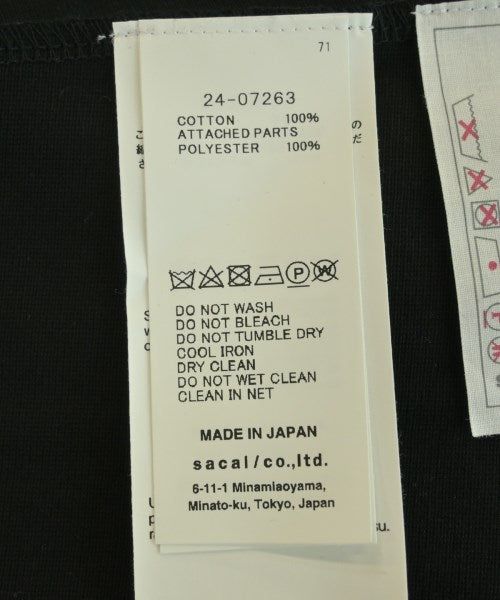 71
24-07263
COTTON 100%
ATTACHED PARTS
POLYESTER 100%
P
W
DO NOT WASH
DO NOT BLEACH
DO NOT TUMBLE DRY
COOL IRON
DRY CLEAN
DO NOT WET CLEAN
CLEAN IN NET
MADE IN JAPAN
sacai/co.,ltd.
6-11-1 Minamiaoyama,
Minato-ku, Tokyo, Japan